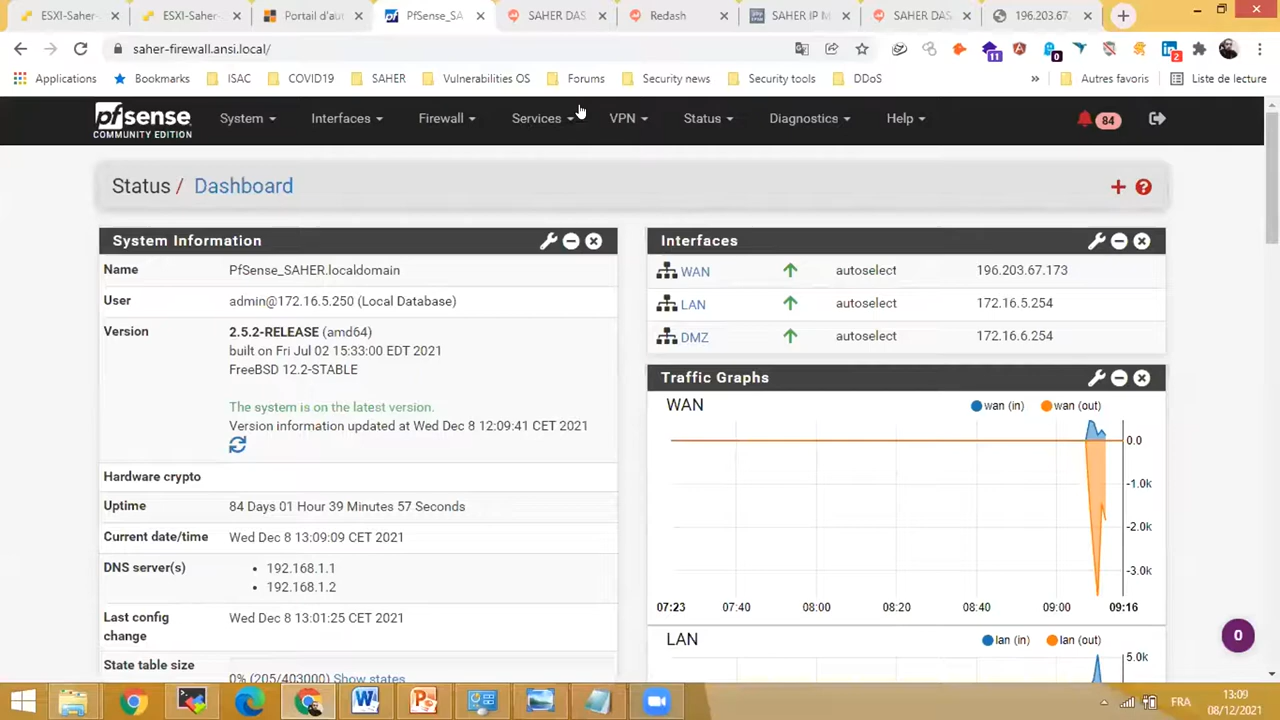 ESXI-Saher-
ESXI-Saher-
Portail d'au
PfSense_SA
SAHER DAS
Redash
SAHER IP M
SAHER DAS
196.203.67.
saher-firewall.ansi.local/
11
0
2
Applications
Bookmarks
ISAC
COVID19
SAHER
Vulnerabilities OS
Forums
Security news
Security tools
DDoS
»
Autres favoris
Liste de lecture
pfsense
COMMUNITY EDITION
System
Interfaces
Firewall
Services
VPN
Status
Diagnostics
Help
84
Status / Dashboard
System Information
Name PfSense_SAHER.localdomain
User admin@172.16.5.250 (Local Database)
Version 2.5.2-RELEASE (amd64)
built on Fri Jul 02 15:33:00 EDT 2021
FreeBSD 12.2-STABLE
The system is on the latest version.
Version information updated at Wed Dec 8 12:09:41 CET 2021
Hardware crypto
Uptime 84 Days 01 Hour 39 Minutes 57 Seconds
Current date/time Wed Dec 8 13:09:09 CET 2021
DNS server(s) • 192.168.1.1
• 192.168.1.2
Last config Wed Dec 8 13:01:25 CET 2021
change
State table size
0% (205/403000) Show states
Interfaces
WAN autoselect 196.203.67.173
LAN autoselect 172.16.5.254
DMZ autoselect 172.16.6.254
Traffic Graphs
WAN
wan (in) wan (out)
0.0
-1.0k
-2.0k
-3.0k
07:23 07:40 08:00 08:20 08:40 09:00 09:16
LAN
lan (in) lan (out)
5.0k
0
FR
13:09
08/12/2021